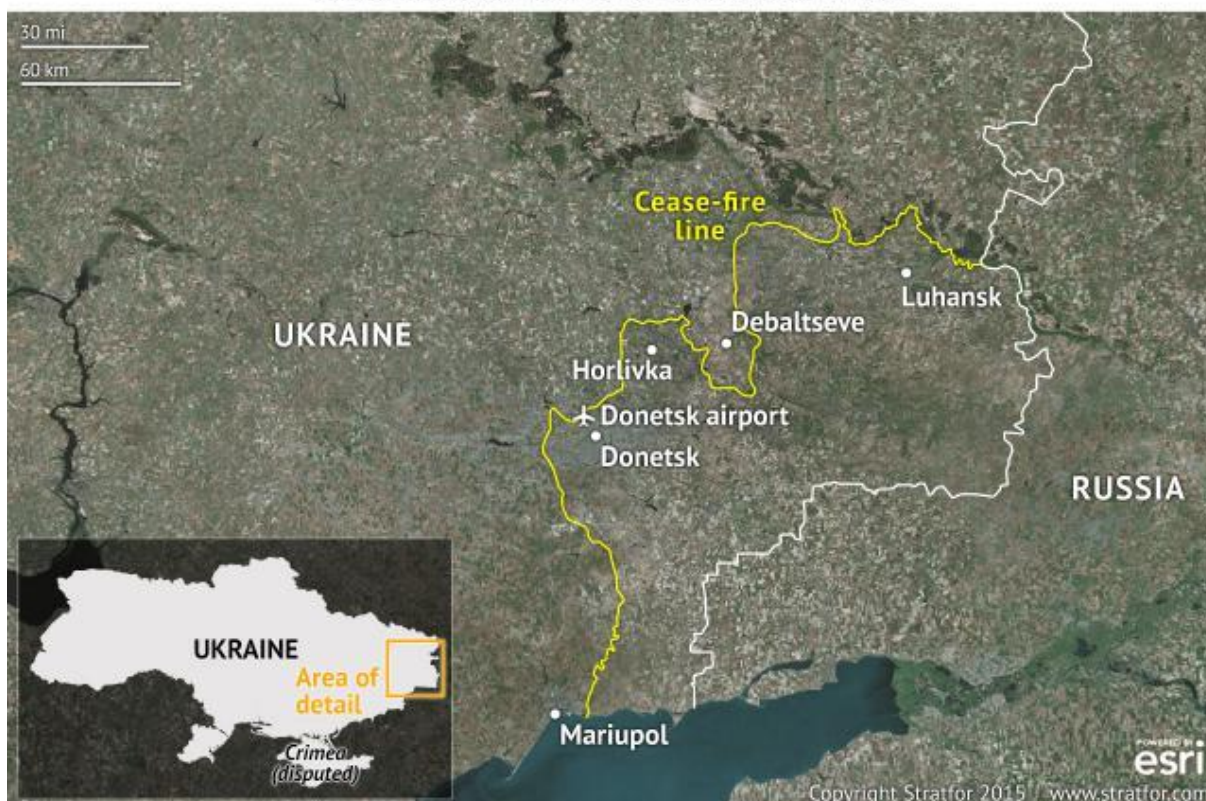 30 mi
60 km
Cease-fire
line
Luhansk
UKRAINE
Debaltseve
Horlivka
Donetsk airport
Donetsk
RUSSIA
UKRAINE
Area of
detail
Crimea
(disputed)
Mariupol
POWERED BY
esri
Copyright Stratfor 2015 www.stratfor.com